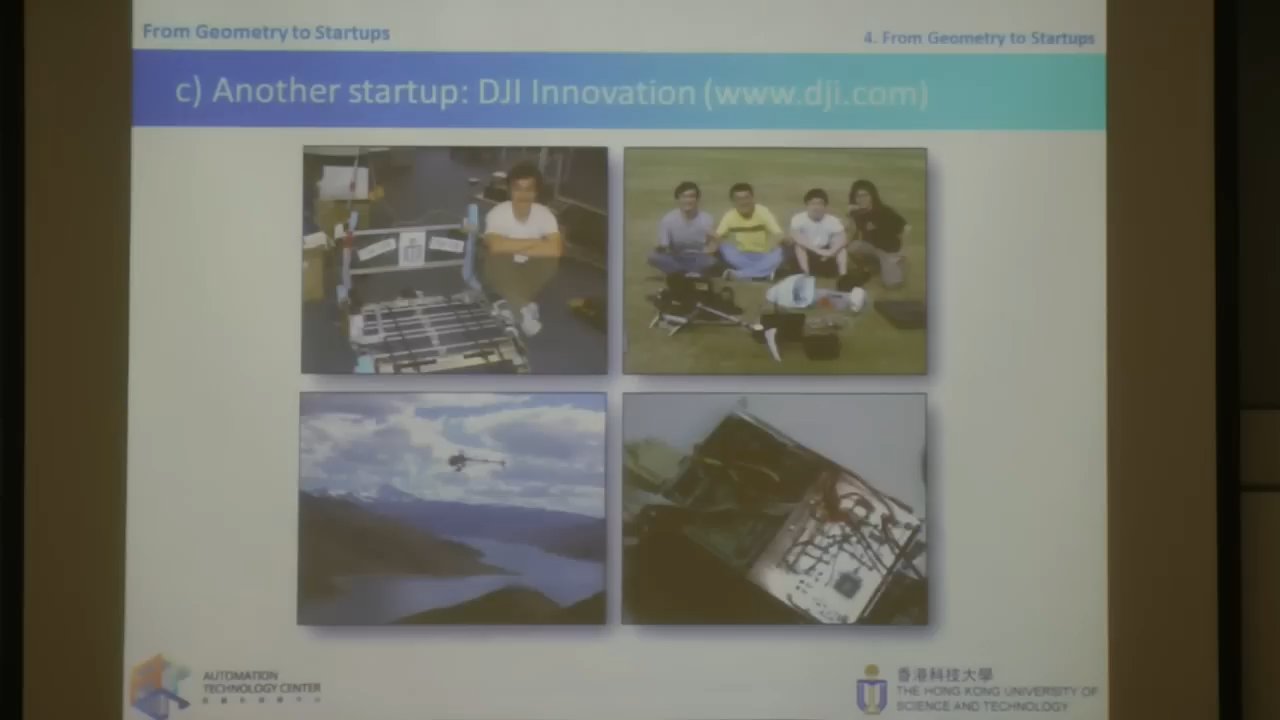 From Geometry to Startups
4. From Geometry to Startups
c) Another startup: DJI Innovation (www.dji.com)
AUTOMATION
TECHNOLOGY CENTER
香港科技大學
THE HONG KONG UNIVERSITY OF
SCIENCE AND TECHNOLOGY